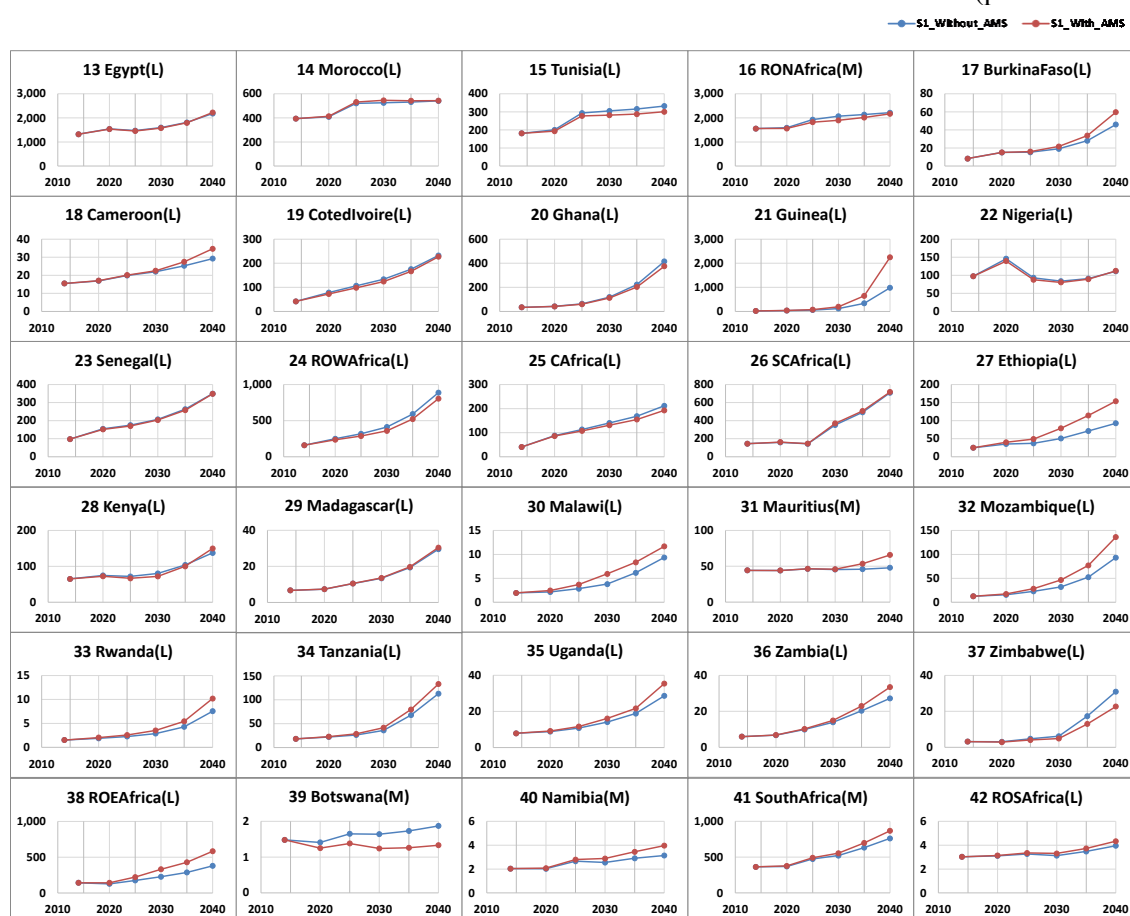 S1_Without_AMS S1_With_AMS
13 Egypt(L) 14 Morocco(L) 15 Tunisia(L) 16 RONAfrica(M) 17 BurkinaFaso(L)
3,000 600 400 3,000 80
300 60
2,000 400 2,000
200 40
1,000 200 1,000
100 20
0 0 0 0 0
2010 2020 2030 2040 2010 2020 2030 2040 2010 2020 2030 2040 2010 2020 2030 2040 2010 2020 2030 2040
18 Cameroon(L) 19 CotedIvoire(L) 20 Ghana(L) 21 Guinea(L) 22 Nigeria(L)
40 300 600 3,000 200
30 150
200 400 2,000
20 100
100 200 1,000
10 50
0 0 0 0 0
2010 2020 2030 2040 2010 2020 2030 2040 2010 2020 2030 2040 2010 2020 2030 2040 2010 2020 2030 2040
23 Senegal(L) 24 ROWAfrica(L) 25 CAfrica(L) 26 SCAfrica(L) 27 Ethiopia(L)
400 1,000 300 800 200
300 600 150
200
200 500 400 100
100
100 200 50
0 0 0 0 0
2010 2020 2030 2040 2010 2020 2030 2040 2010 2020 2030 2040 2010 2020 2030 2040 2010 2020 2030 2040
28 Kenya(L) 29 Madagascar(L) 30 Malawi(L) 31 Mauritius(M) 32 Mozambique(L)
200 40 15 100 150
10 100
100 20 50
5 50
0 0 0 0 0
2010 2020 2030 2040 2010 2020 2030 2040 2010 2020 2030 2040 2010 2020 2030 2040 2010 2020 2030 2040
33 Rwanda(L) 34 Tanzania(L) 35 Uganda(L) 36 Zambia(L) 37 Zimbabwe(L)
15 150 40 40 40
10 100
20 20 20
5 50
0 0 0 0 0
2010 2020 2030 2040 2010 2020 2030 2040 2010 2020 2030 2040 2010 2020 2030 2040 2010 2020 2030 2040
38 ROEAfrica(L) 39 Botswana(M) 40 Namibia(M) 41 SouthAfrica(M) 42 ROSAfrica(L)
1,000 2 6 1,000 6
4 4
500 1 500
2 2
0 0 0 0 0
2010 2020 2030 2040 2010 2020 2030 2040 2010 2020 2030 2040 2010 2020 2030 2040 2010 2020 2030 2040